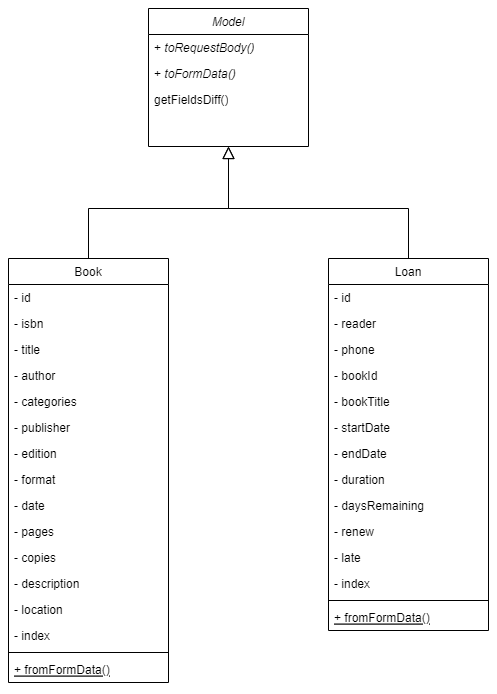 Model
+ toRequestBody()
+ toFormData()
getFieldsDiff()
Book
- id
- isbn
- title
- author
- categories
- publisher
- edition
- format
- date
- pages
- copies
- description
- location
- index
+ fromFormData()
Loan
- id
- reader
- phone
- bookId
- bookTitle
- startDate
- endDate
- duration
- daysRemaining
- renew
- late
- index
+ fromFormData()